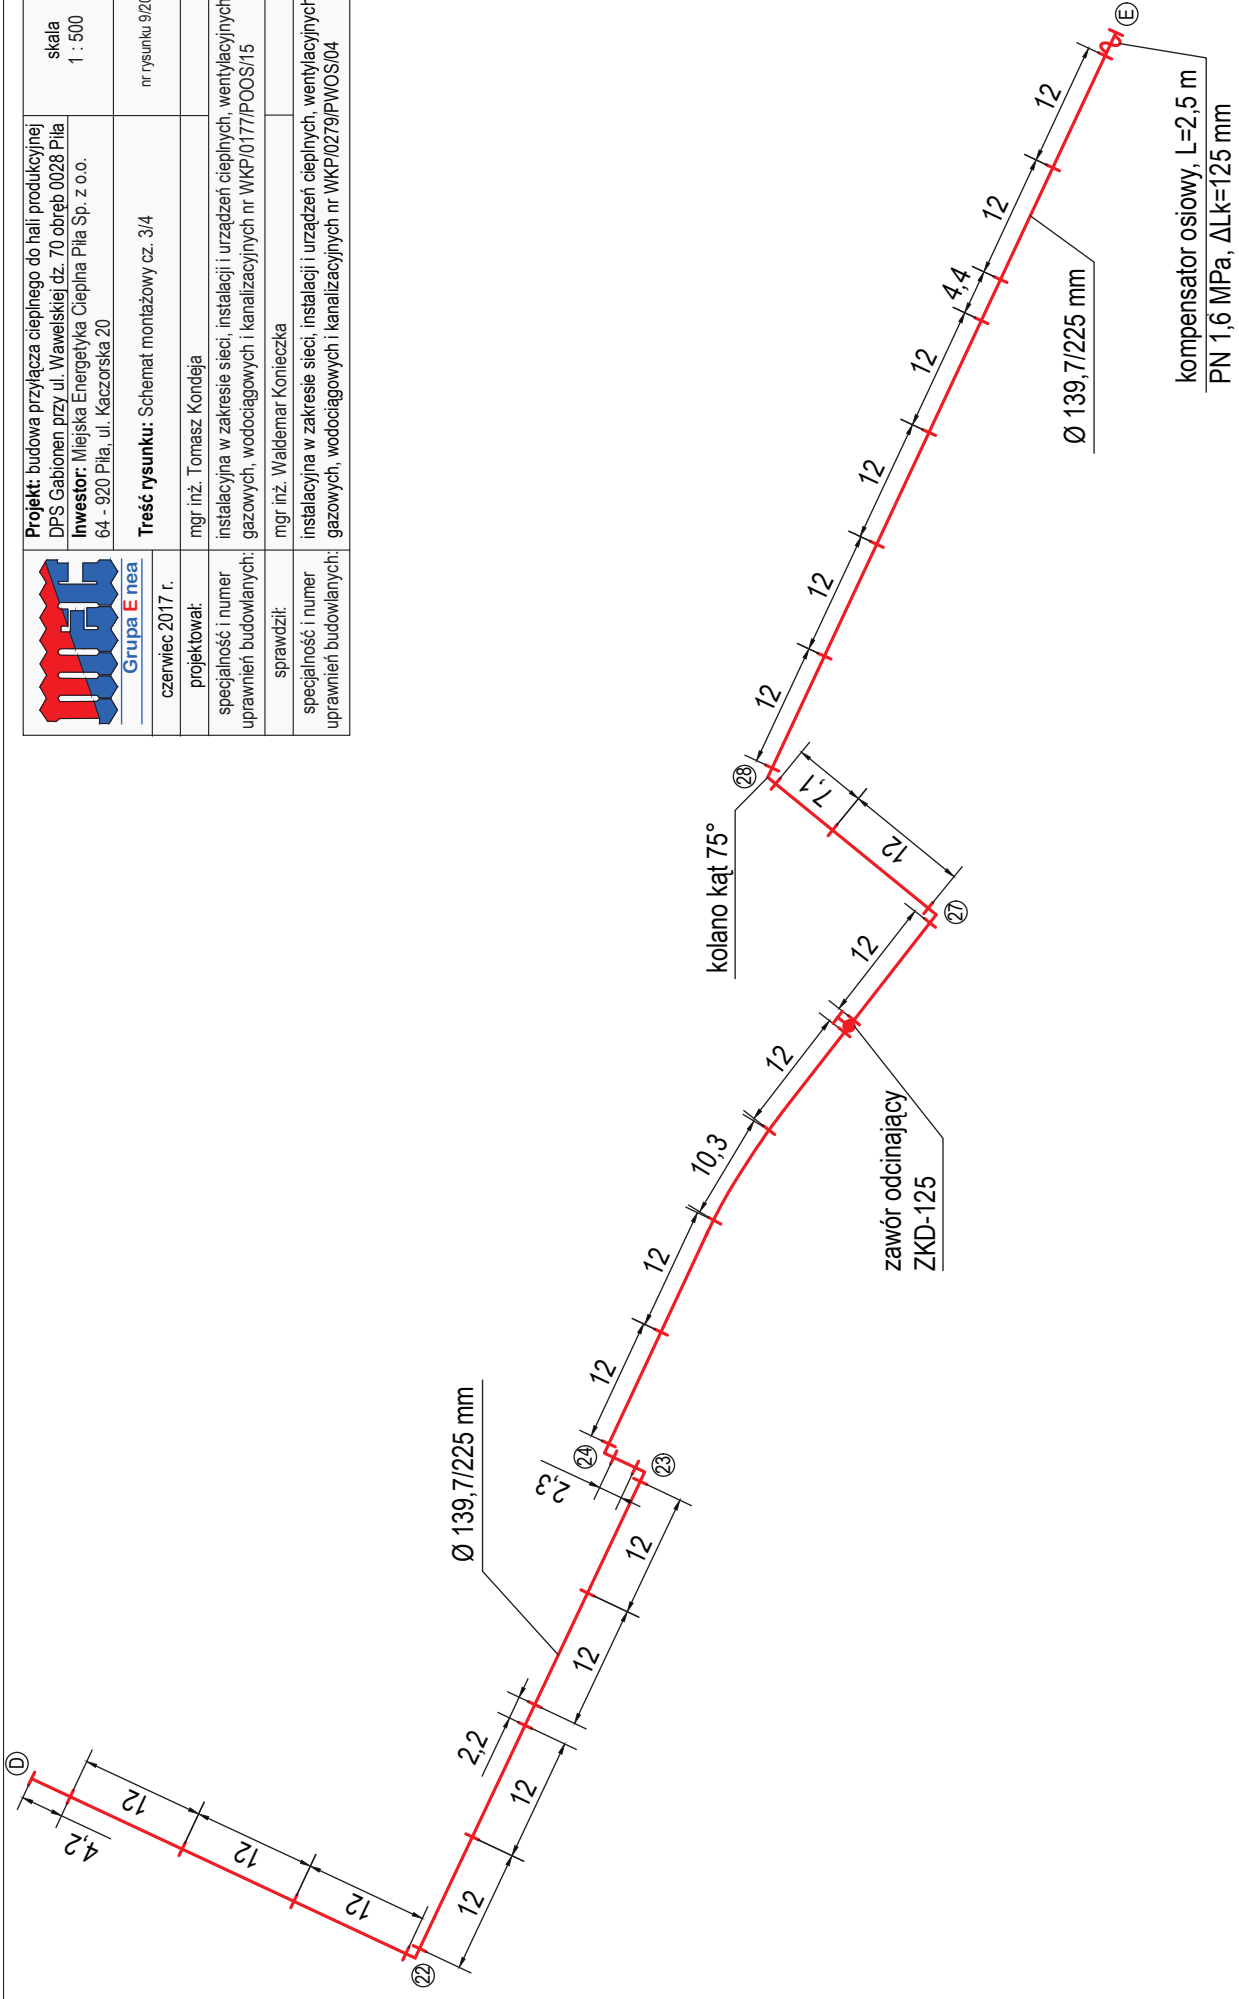 Projekt: budowa przyłącza cieplnego do hali produkcyjnej
DPS Gabionen przy ul. Wawelskiej dz. 70 obręb 0028 Piła
Inwestor: Miejska Energetyka Cieplna Piła Sp. z o.o.
64 - 920 Piła, ul. Kaczorska 20
skala
1 : 500
Grupa Enea
Treść rysunku: Schemat montażowy cz. 3/4
nr rysunku 9/20
czerwiec 2017 r.
projektował:
mgr inż. Tomasz Kondeja
specjalność i numer
uprawnień budowlanych:
instalacyjna w zakresie sieci, instalacji i urządzeń cieplnych, wentylacyjnych
gazowych, wodociągowych i kanalizacyjnych nr WKP/0177/POOS/15
sprawdził:
mgr inż. Waldemar Konieczka
specjalność i numer
uprawnień budowlanych:
instalacyjna w zakresie sieci, instalacji i urządzeń cieplnych, wentylacyjnych
gazowych, wodociągowych i kanalizacyjnych nr WKP/0279/PWOS/04
D
4,2
12
12
12
22
12
12
2,2
12
12
Ø 139,7/225 mm
23
2,3
24
12
12
10,3
12
zawór odcinający
ZKD-125
12
27
12
7,1
kolano kąt 75°
28
12
12
12
12
4,4
12
12
Ø 139,7/225 mm
E
kompensator osiowy, L=2,5 m
PN 1,6 MPa, ΔLk=125 mm